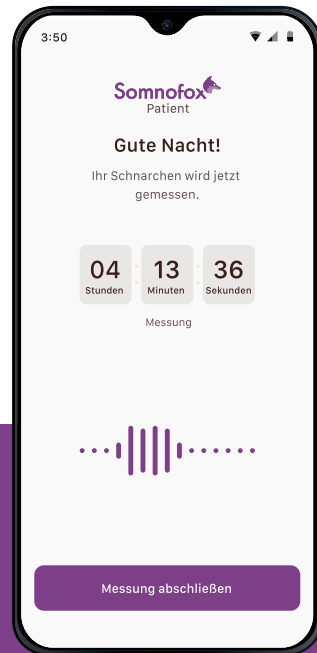 3:50
Somnofox
Patient
Gute Nacht!
Ihr Schnarchen wird jetzt
gemessen.
04 : 13 : 36
Stunden Minuten Sekunden
Messung
Messung abschließen